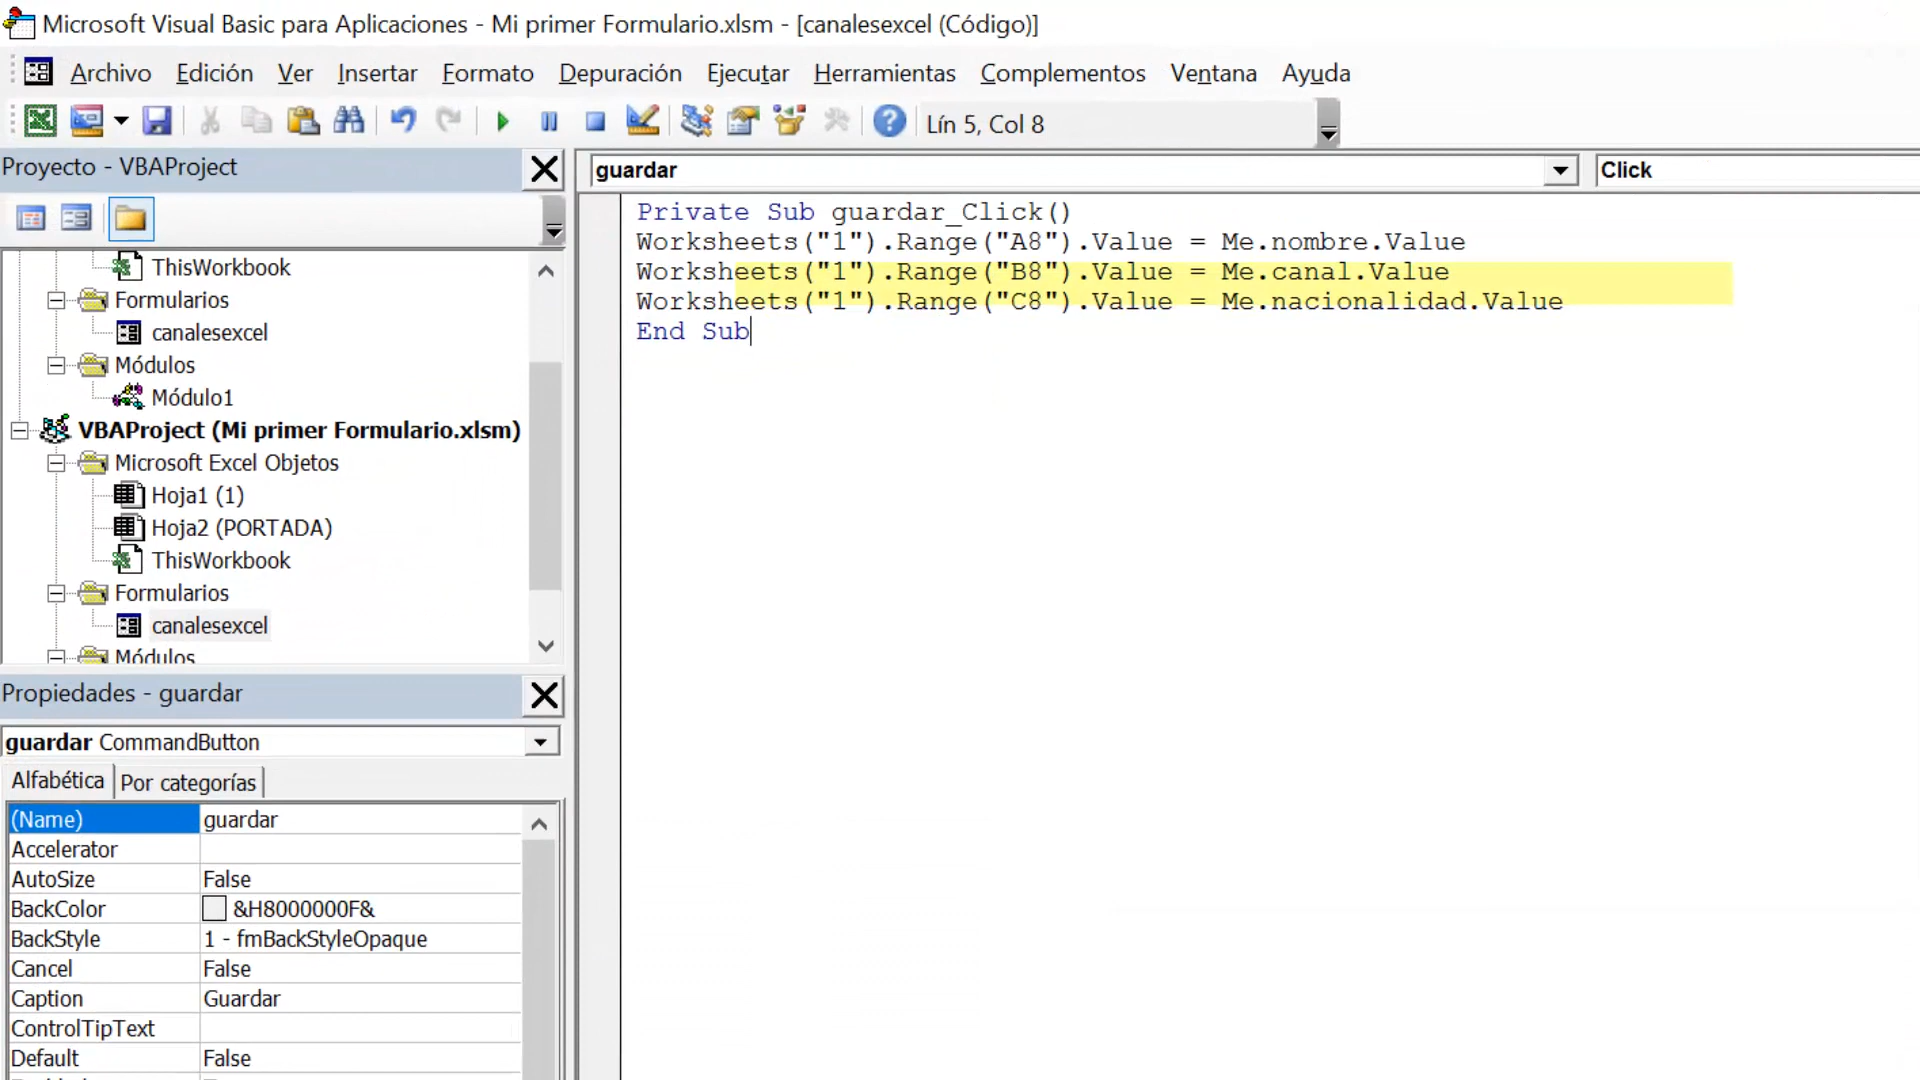 Microsoft Visual Basic para Aplicaciones - Mi primer Formulario.xlsm - [canalesexcel (Código)]
Archivo Edición Ver Insertar Formato Depuración Ejecutar Herramientas Complementos Ventana Ayuda
Lín 5, Col 8
Proyecto - VBAProject
ThisWorkbook
Formularios
canalesexcel
Módulos
Módulo1
VBAProject (Mi primer Formulario.xlsm)
Microsoft Excel Objetos
Hoja1 (1)
Hoja2 (PORTADA)
ThisWorkbook
Formularios
canalesexcel
Módulos
Propiedades - guardar
guardar CommandButton
Alfabética Por categorías
(Name) guardar
Accelerator
AutoSize False
BackColor &H8000000F&
BackStyle 1 - fmBackStyleOpaque
Cancel False
Caption Guardar
ControlTipText
Default False
guardar Click
Private Sub guardar_Click()
Worksheets("1").Range("A8").Value = Me.nombre.Value
Worksheets("1").Range("B8").Value = Me.canal.Value
Worksheets("1").Range("C8").Value = Me.nacionalidad.Value
End Sub